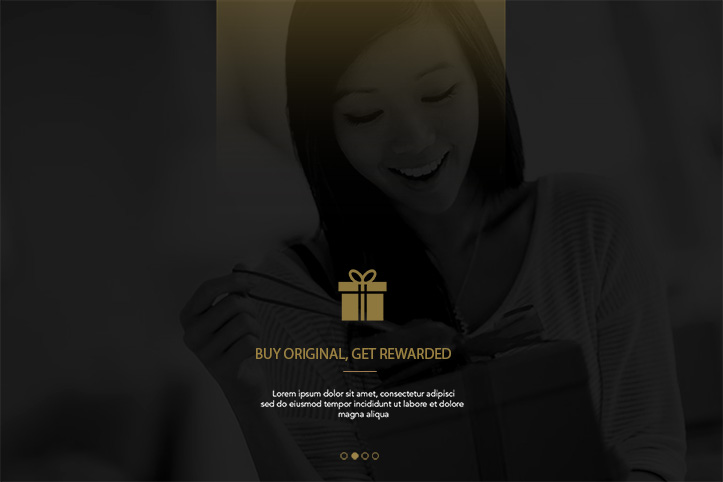 BUY ORIGINAL, GET REWARDED
Lorem ipsum dolor sit amet, consectetur adipisci
sed do eiusmod tempor incididunt ut labore et dolore
magna aliqua